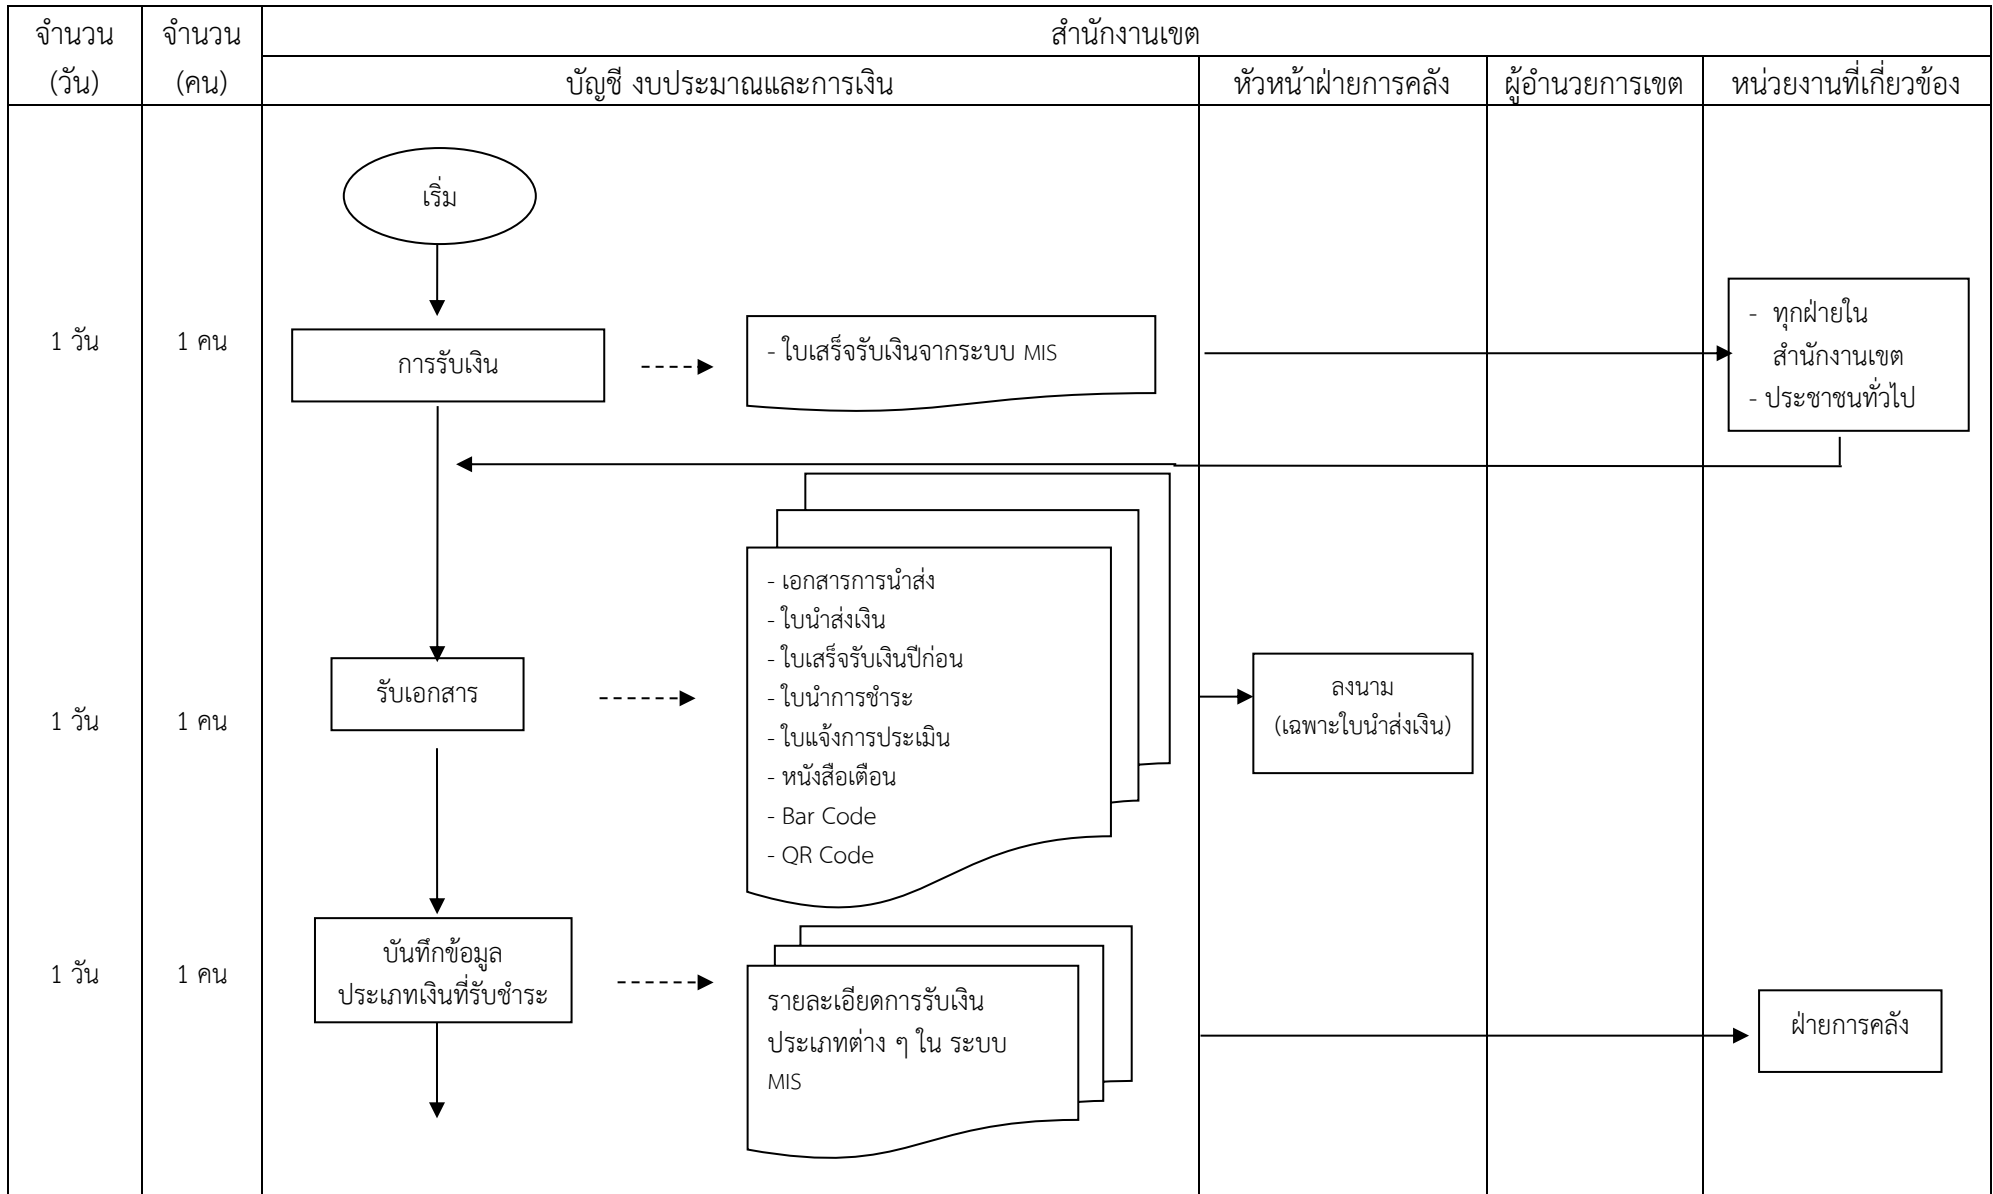 จำนวน
(วัน)
จำนวน
(คน)
สำนักงานเขต
บัญชี งบประมาณและการเงิน
หัวหน้าฝ่ายการคลัง
ผู้อำนวยการเขต
หน่วยงานที่เกี่ยวข้อง
เริ่ม
1 วัน
1 คน
การรับเงิน
- ใบเสร็จรับเงินจากระบบ MIS
- ทุกฝ่ายใน
สำนักงานเขต
- ประชาชนทั่วไป
1 วัน
1 คน
รับเอกสาร
- เอกสารการนำส่ง
- ใบนำส่งเงิน
- ใบเสร็จรับเงินปีก่อน
- ใบนำการชำระ
- ใบแจ้งการประเมิน
- หนังสือเตือน
- Bar Code
- QR Code
ลงนาม
(เฉพาะใบนำส่งเงิน)
1 วัน
1 คน
บันทึกข้อมูล
ประเภทเงินที่รับชำระ
รายละเอียดการรับเงิน
ประเภทต่าง ๆ ใน ระบบ
MIS
ฝ่ายการคลัง